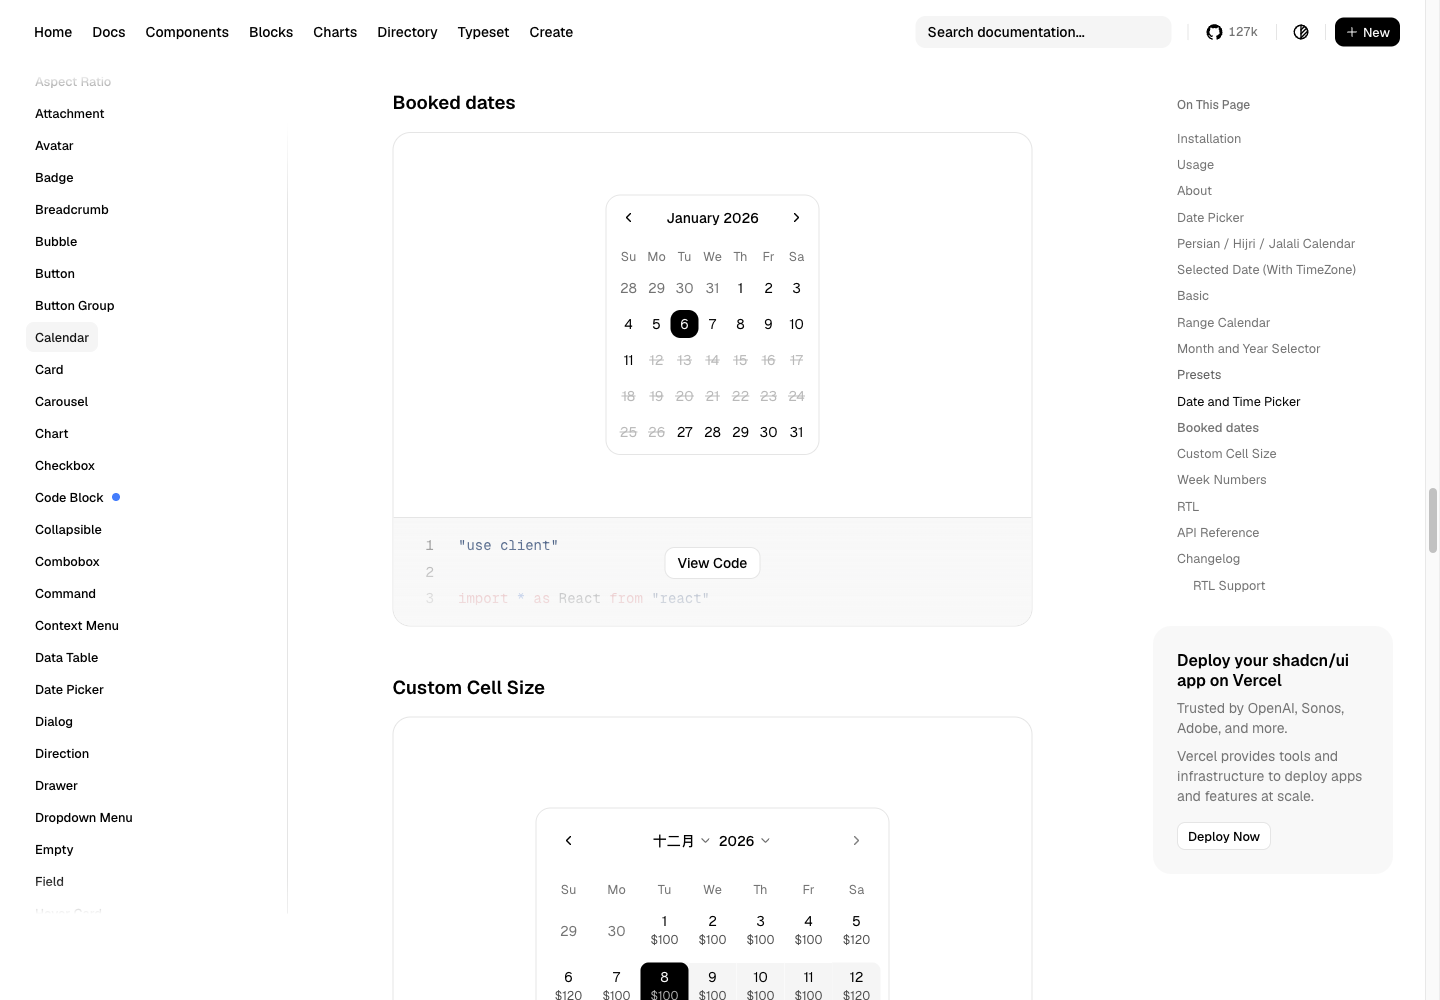 Home Docs Components Blocks Charts Directory Typeset Create
Search documentation...
127k
New
Aspect Ratio
Attachment
Avatar
Badge
Breadcrumb
Bubble
Button
Button Group
Calendar
Card
Carousel
Chart
Checkbox
Code Block
Collapsible
Combobox
Command
Context Menu
Data Table
Date Picker
Dialog
Direction
Drawer
Dropdown Menu
Empty
Field
Booked dates
January 2026
Su Mo Tu We Th Fr Sa
28 29 30 31 1 2 3
4 5 6 7 8 9 10
11 12 13 14 15 16 17
18 19 20 21 22 23 24
25 26 27 28 29 30 31
1 "use client"
2
3 import * as React from "react"
View Code
Custom Cell Size
十二月 2026
Su Mo Tu We Th Fr Sa
29 30 1 2 3 4 5
$100 $100 $100 $100 $120
6 7 8 9 10 11 12
$120 $100 $100 $100 $100 $100 $120
On This Page
Installation
Usage
About
Date Picker
Persian / Hijri / Jalali Calendar
Selected Date (With TimeZone)
Basic
Range Calendar
Month and Year Selector
Presets
Date and Time Picker
Booked dates
Custom Cell Size
Week Numbers
RTL
API Reference
Changelog
RTL Support
Deploy your shadcn/ui
app on Vercel
Trusted by OpenAI, Sonos,
Adobe, and more.
Vercel provides tools and
infrastructure to deploy apps
and features at scale.
Deploy Now